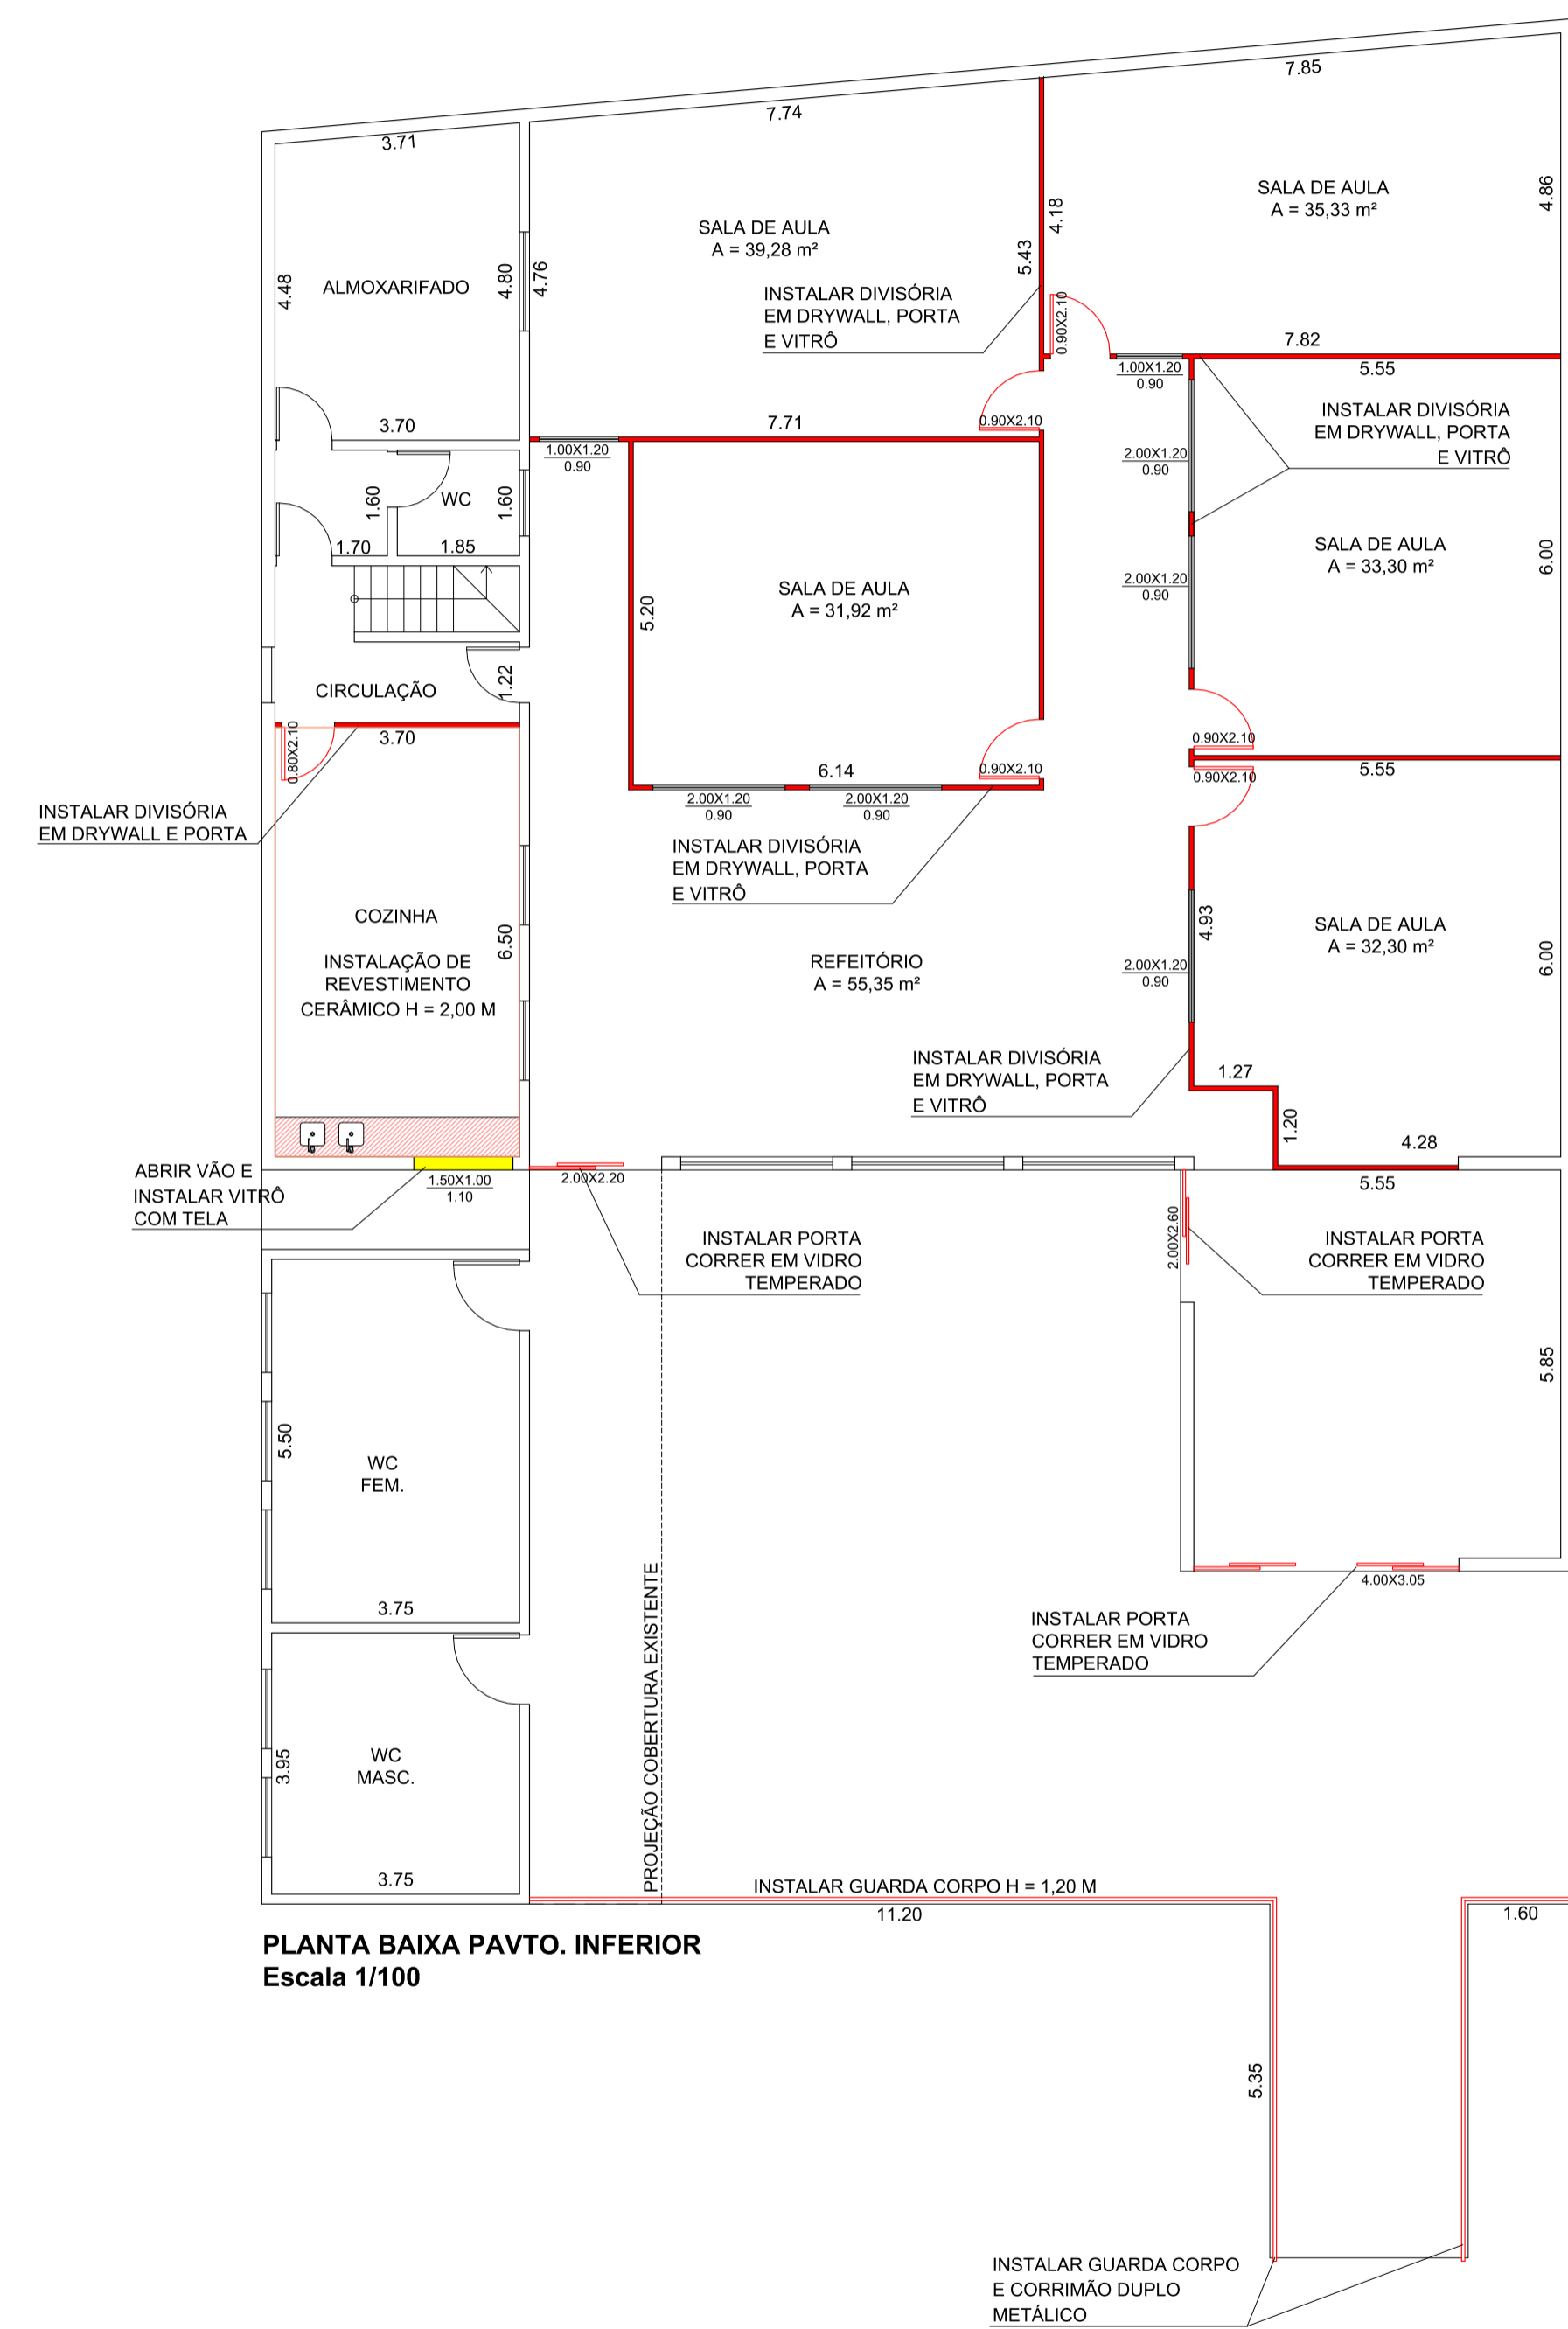 7.85
7.74
3.71
SALA DE AULA
A = 35,33 m²
4.86
4.18
SALA DE AULA
A = 39,28 m²
5.43
4.48
ALMOXARIFADO
4.80
4.76
INSTALAR DIVISÓRIA
EM DRYWALL, PORTA
E VITRÔ
0.90X2.10
7.82
1.00X1.20
0.90
5.55
INSTALAR DIVISÓRIA
EM DRYWALL, PORTA
E VITRÔ
3.70
7.71
0.90X2.10
1.00X1.20
0.90
2.00X1.20
0.90
1.60
WC
1.60
1.70
1.85
SALA DE AULA
A = 33,30 m²
6.00
2.00X1.20
0.90
SALA DE AULA
A = 31,92 m²
5.20
1.22
CIRCULAÇÃO
0.80X2.10
3.70
0.90X2.10
6.14
0.90X2.10
5.55
0.90X2.10
2.00X1.20
0.90
2.00X1.20
0.90
INSTALAR DIVISÓRIA
EM DRYWALL E PORTA
INSTALAR DIVISÓRIA
EM DRYWALL, PORTA
E VITRÔ
COZINHA
6.50
INSTALAÇÃO DE
REVESTIMENTO
CERÂMICO H = 2,00 M
REFEITÓRIO
A = 55,35 m²
4.93
SALA DE AULA
A = 32,30 m²
6.00
2.00X1.20
0.90
INSTALAR DIVISÓRIA
EM DRYWALL, PORTA
E VITRÔ
1.27
1.20
4.28
ABRIR VÃO E
INSTALAR VITRÔ
COM TELA
1.50X1.00
1.10
2.00X2.20
5.55
2.00X2.60
INSTALAR PORTA
CORRER EM VIDRO
TEMPERADO
INSTALAR PORTA
CORRER EM VIDRO
TEMPERADO
5.85
5.50
WC
FEM.
3.75
4.00X3.05
INSTALAR PORTA
CORRER EM VIDRO
TEMPERADO
PROJEÇÃO COBERTURA EXISTENTE
3.95
WC
MASC.
3.75
INSTALAR GUARDA CORPO H = 1,20 M
11.20
1.60
PLANTA BAIXA PAVTO. INFERIOR
Escala 1/100
5.35
INSTALAR GUARDA CORPO
E CORRIMÃO DUPLO
METÁLICO